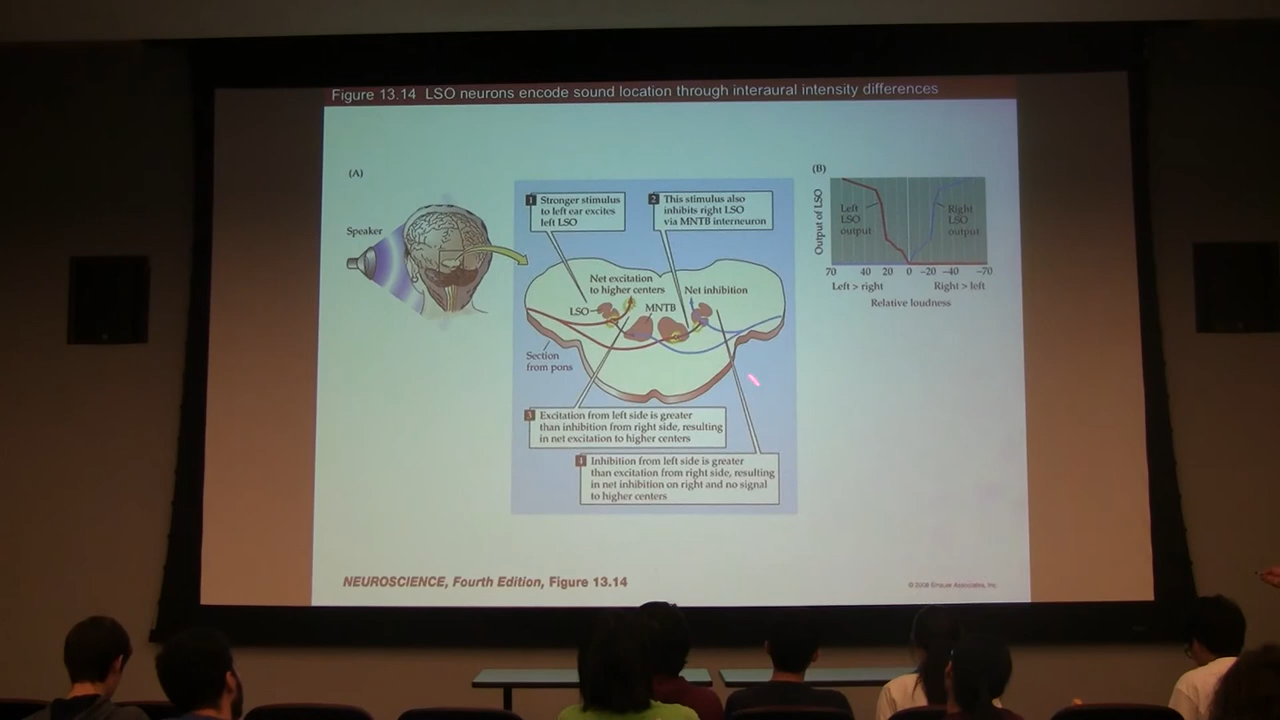 Figure 13.14 LSO neurons encode sound location through interaural intensity differences
(A)
Speaker
1 Stronger stimulus
to left ear excites
left LSO
2 This stimulus also
inhibits right LSO
via MNTB interneuron
Net excitation
to higher centers
Net inhibition
LSO
MNTB
Section
from pons
3 Excitation from left side is greater
than inhibition from right side, resulting
in net excitation to higher centers
4 Inhibition from left side is greater
than excitation from right side, resulting
in net inhibition on right and no signal
to higher centers
(B)
Output of LSO
Left
LSO
output
Right
LSO
output
70 40 20 0 -20 -40 -70
Left > right Right > left
Relative loudness
NEUROSCIENCE, Fourth Edition, Figure 13.14
© 2008 Sinauer Associates, Inc.